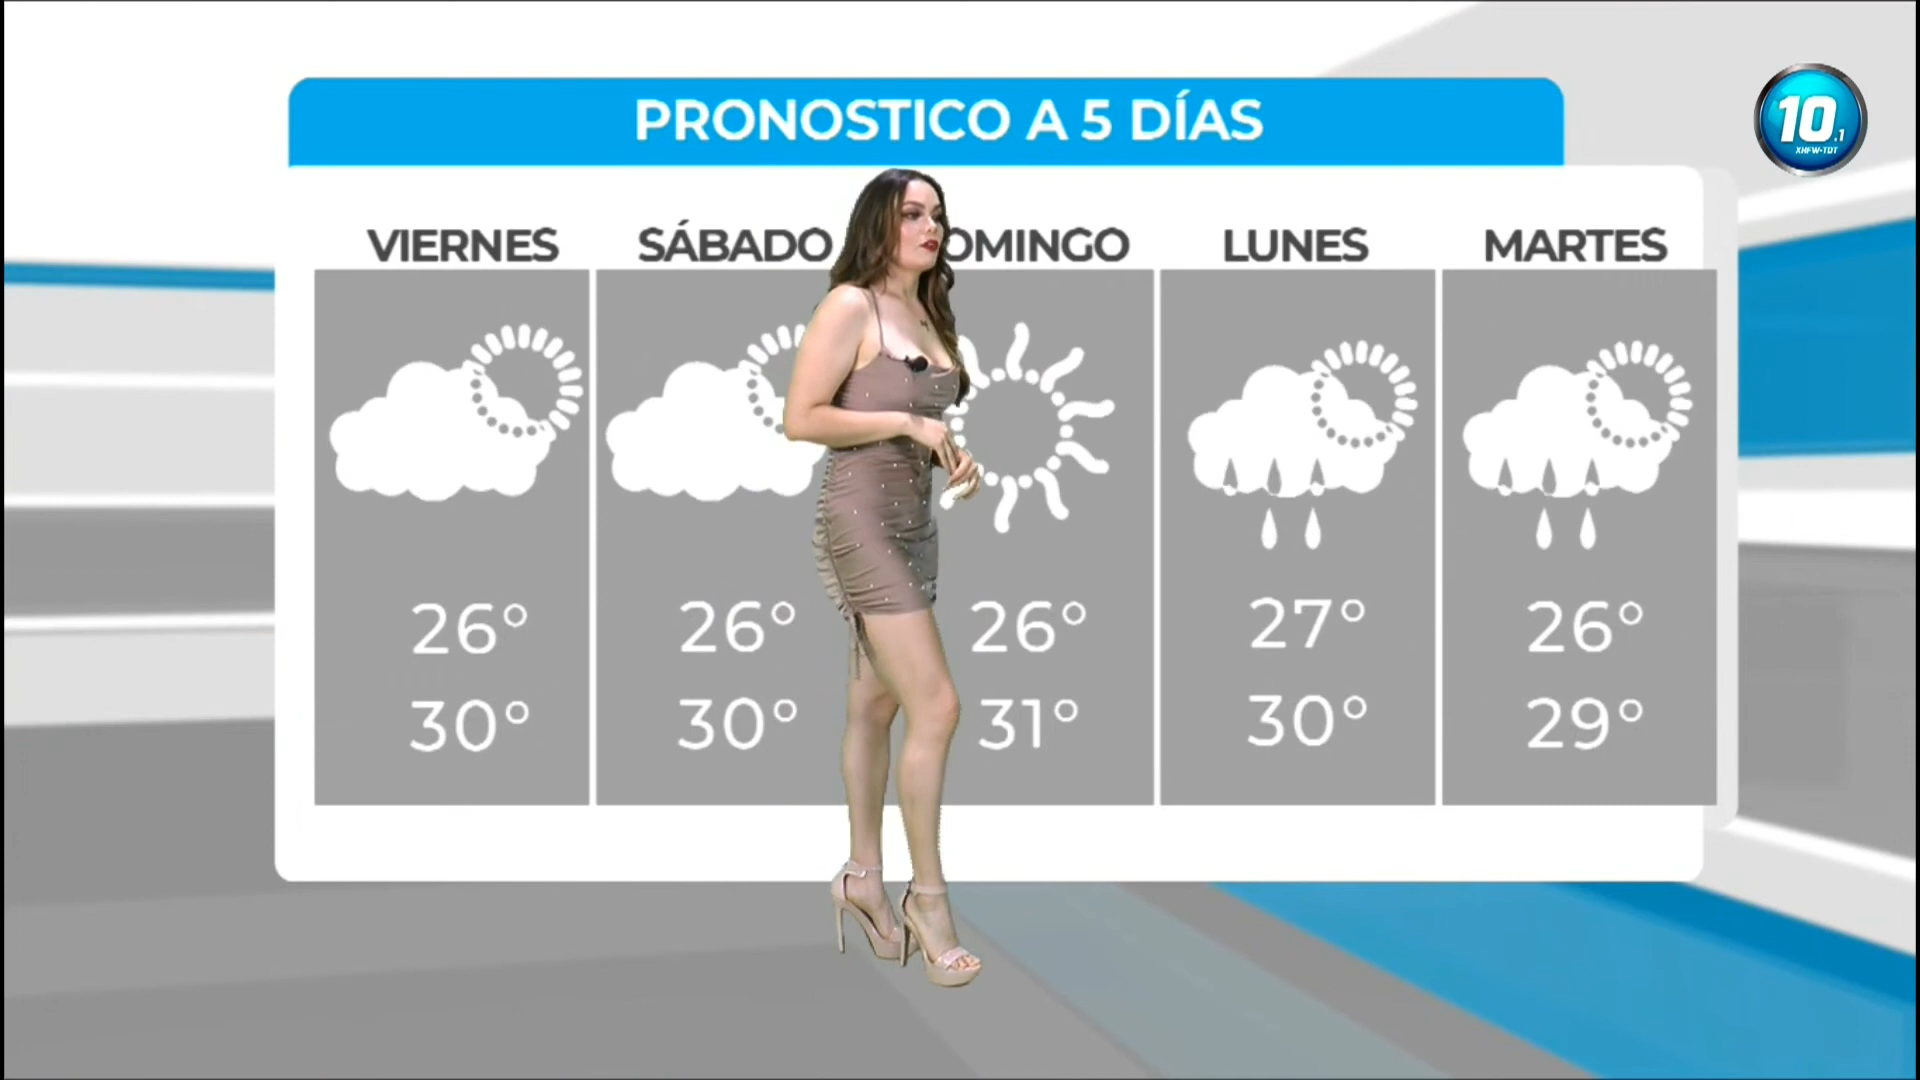 PRONOSTICO A 5 DÍAS
10.1
XHFW-TDT
VIERNES SÁBADO OMINGO LUNES MARTES
26° 26° 26° 27° 26°
30° 30° 31° 30° 29°